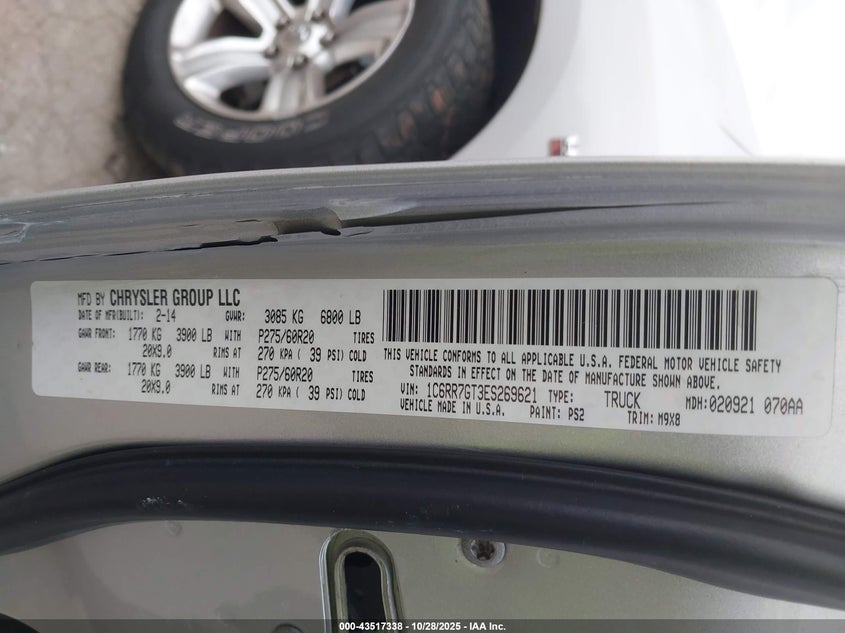 COOPER
MFD BY CHRYSLER GROUP LLC
DATE OF MFR(BUILT): 2-14 GVWR: 3085 KG 6800 LB
GAWR FRONT: 1770 KG 3900 LB WITH P275/60R20 TIRES
20X9.0 RIMS AT 270 KPA ( 39 PSI) COLD
GAWR REAR: 1770 KG 3900 LB WITH P275/60R20 TIRES
20X9.0 RIMS AT 270 KPA ( 39 PSI) COLD
THIS VEHICLE CONFORMS TO ALL APPLICABLE U.S.A. FEDERAL MOTOR VEHICLE SAFETY
STANDARDS IN EFFECT ON THE DATE OF MANUFACTURE SHOWN ABOVE.
VIN: 1C6RR7GT3ES269621 TYPE: TRUCK MDH: 020921 070AA
VEHICLE MADE IN U.S.A. PAINT: PS2 TRIM: M9X8
000-43517338 - 10/28/2025 - IAA Inc.